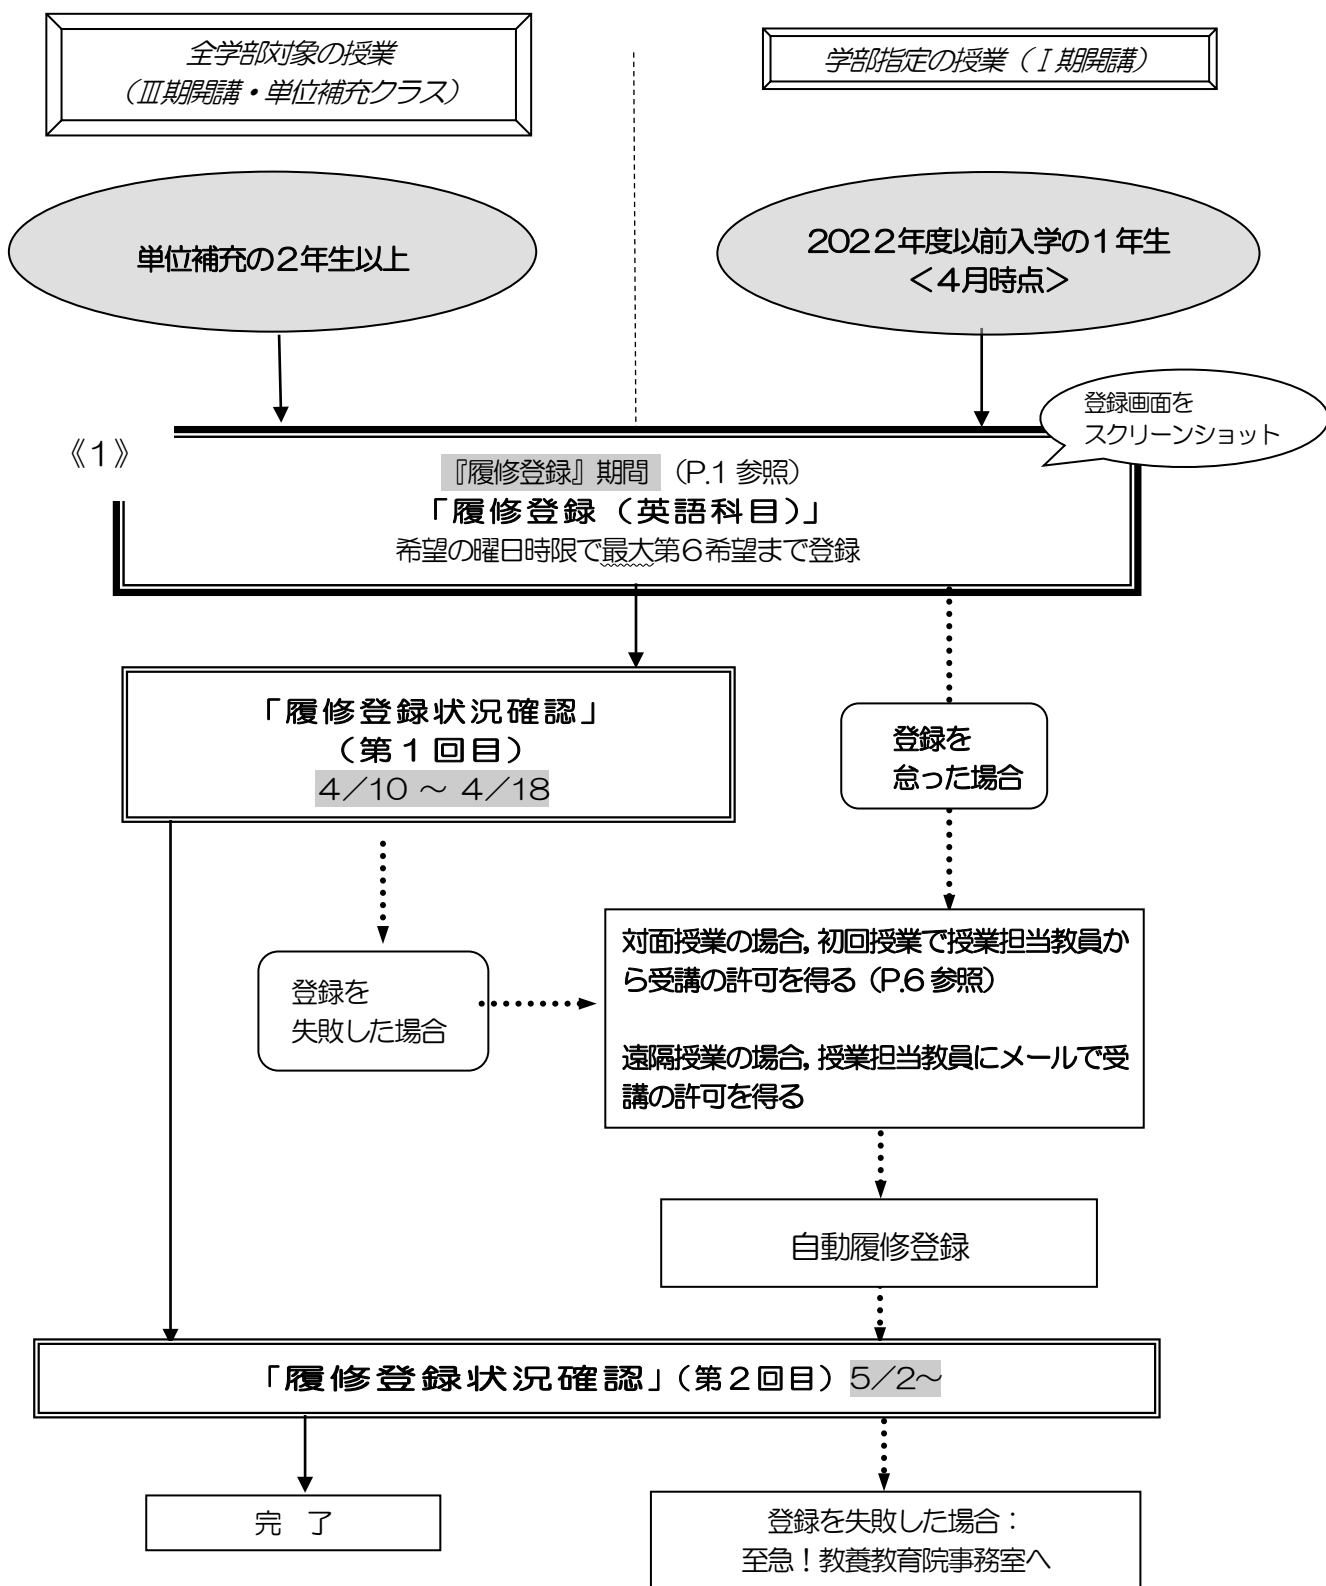 全学部対象の授業
（Ⅲ期開講・単位補充クラス）
学部指定の授業（Ⅰ期開講）
単位補充の２年生以上
２０２２年度以前入学の１年生
＜４月時点＞
登録画面を
スクリーンショット
《１》
『履修登録』期間 （P.1 参照）
「履修登録（英語科目）」
希望の曜日時限で最大第６希望まで登録
「履修登録状況確認」
（第１回目）
４／10 ～ ４／18
登録を
怠った場合
登録を
失敗した場合
対面授業の場合，初回授業で授業担当教員か
ら受講の許可を得る（P.6 参照）
遠隔授業の場合，授業担当教員にメールで受
講の許可を得る
自動履修登録
「履修登録状況確認」（第２回目）５／２～
完　了
登録を失敗した場合：
至急！教養教育院事務室へ